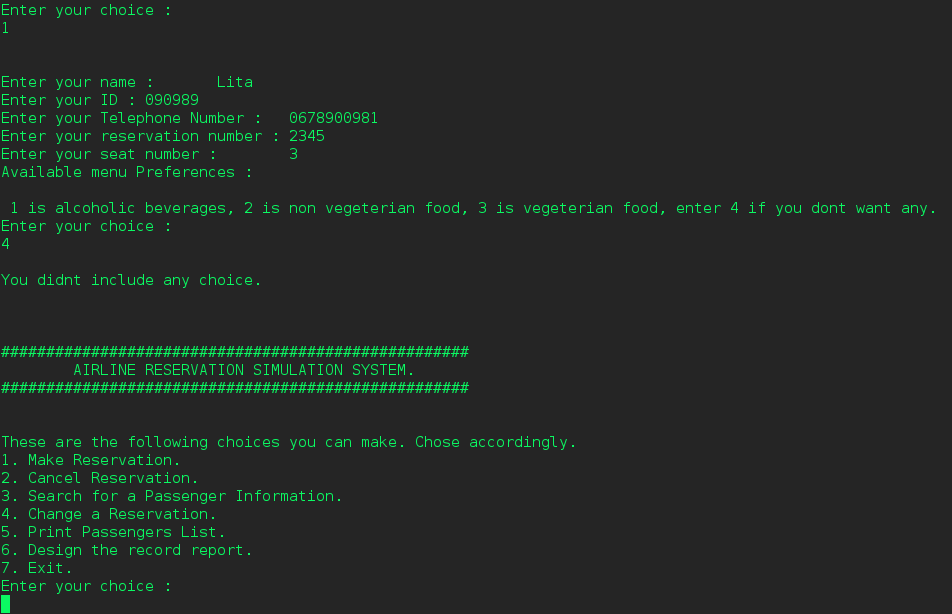 Enter your choice :
1
Enter your name :       Lita
Enter your ID : 090989
Enter your Telephone Number :   0678900981
Enter your reservation number : 2345
Enter your seat number :        3
Available menu Preferences :
1 is alcoholic beverages, 2 is non vegeterian food, 3 is vegeterian food, enter 4 if you dont want any.
Enter your choice :
4
You didnt include any choice.
####################################################
AIRLINE RESERVATION SIMULATION SYSTEM.
####################################################
These are the following choices you can make. Chose accordingly.
1. Make Reservation.
2. Cancel Reservation.
3. Search for a Passenger Information.
4. Change a Reservation.
5. Print Passengers List.
6. Design the record report.
7. Exit.
Enter your choice :